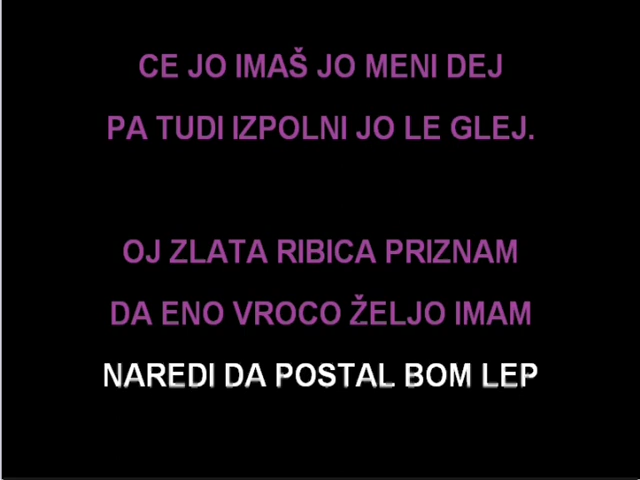 CE JO IMAŠ JO MENI DEJ
PA TUDI IZPOLNI JO LE GLEJ.
OJ ZLATA RIBICA PRIZNAM
DA ENO VROCO ŽELJO IMAM
NAREDI DA POSTAL BOM LEP